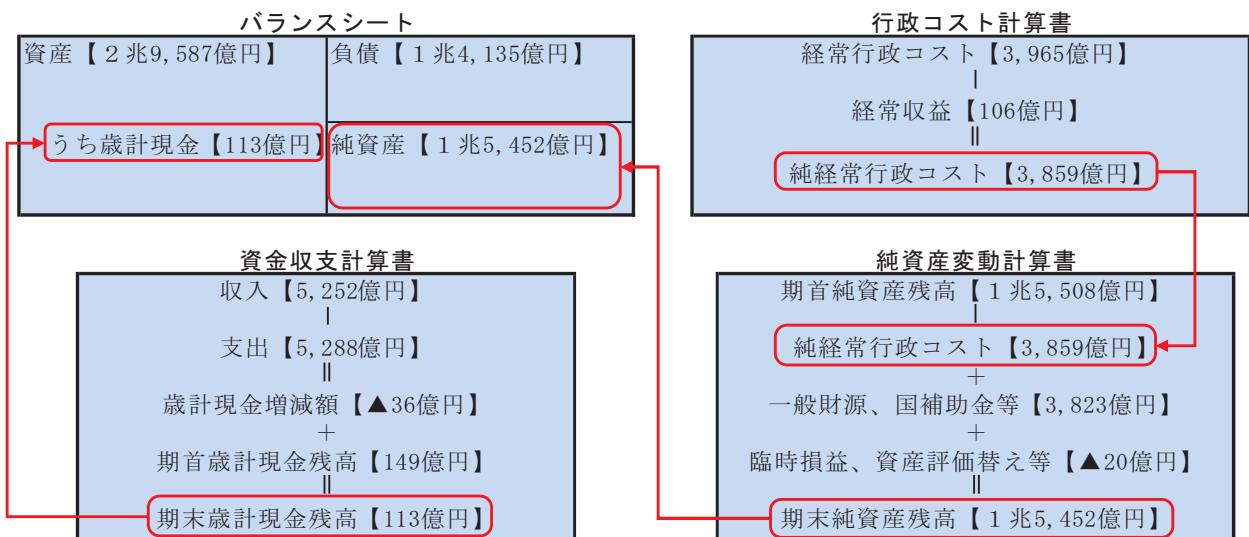 バランスシート
資産【２兆9,587億円】
負債【１兆4,135億円】
うち歳計現金【113億円】
純資産【１兆5,452億円】
行政コスト計算書
経常行政コスト【3,965億円】
－
経常収益【106億円】
＝
純経常行政コスト【3,859億円】
資金収支計算書
収入【5,252億円】
－
支出【5,288億円】
＝
歳計現金増減額【▲36億円】
＋
期首歳計現金残高【149億円】
＝
期末歳計現金残高【113億円】
純資産変動計算書
期首純資産残高【１兆5,508億円】
－
純経常行政コスト【3,859億円】
＋
一般財源、国補助金等【3,823億円】
＋
臨時損益、資産評価替え等【▲20億円】
＝
期末純資産残高【１兆5,452億円】